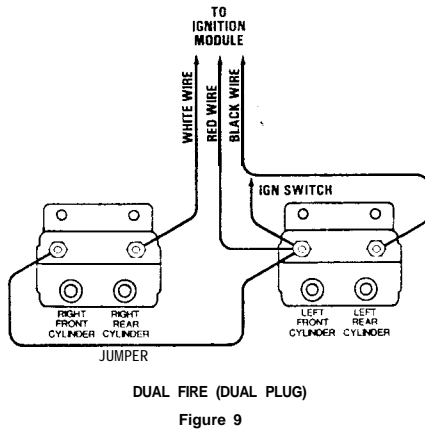 TO
IGNITION
MODULE
WHITE WIRE
RED WIRE
BLACK WIRE
IGN SWITCH
RIGHT
FRONT
CYLINDER
RIGHT
REAR
CYLINDER
LEFT
FRONT
CYLINDER
LEFT
REAR
CYLINDER
JUMPER
DUAL FIRE (DUAL PLUG)
Figure 9